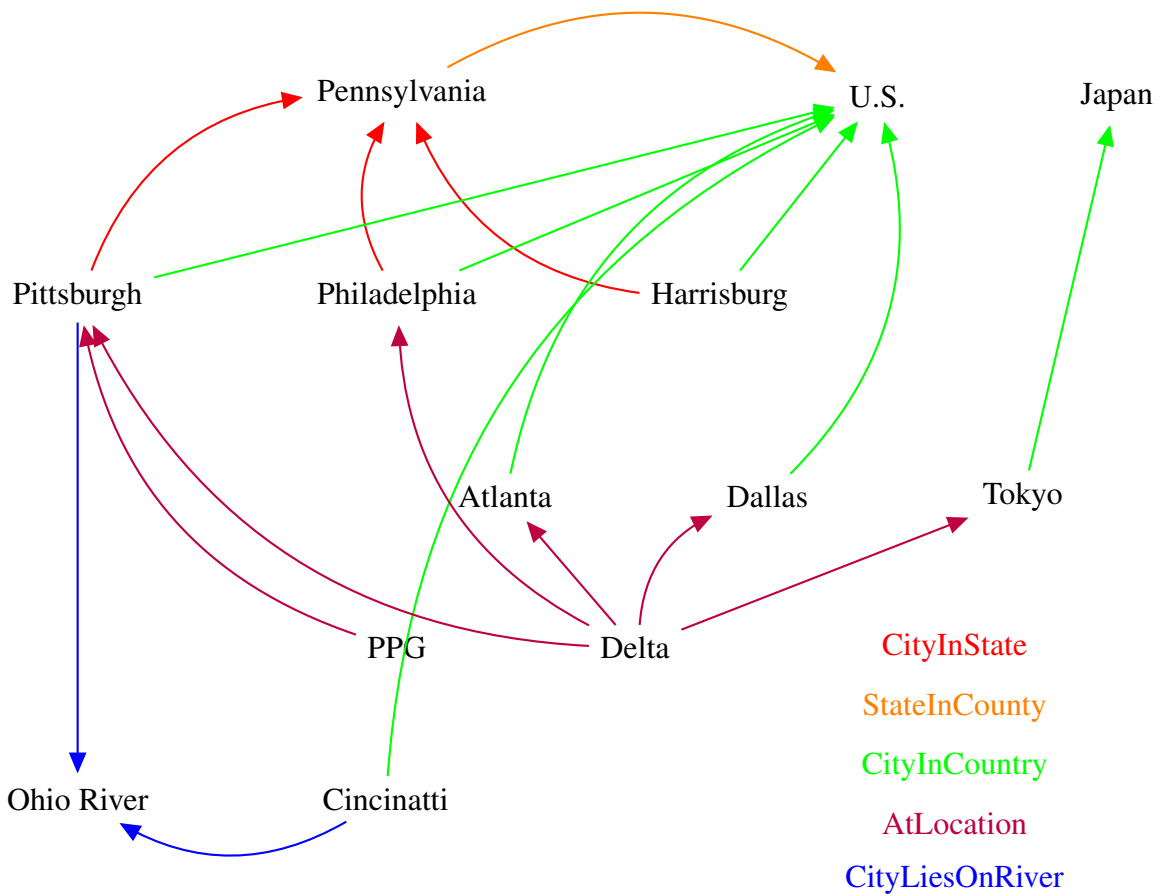 Pennsylvania
U.S.
Japan
Pittsburgh
Philadelphia
Harrisburg
Atlanta
Dallas
Tokyo
PPG
Delta
CityInState
StateInCounty
CityInCountry
Ohio River
Cincinatti
AtLocation
CityLiesOnRiver